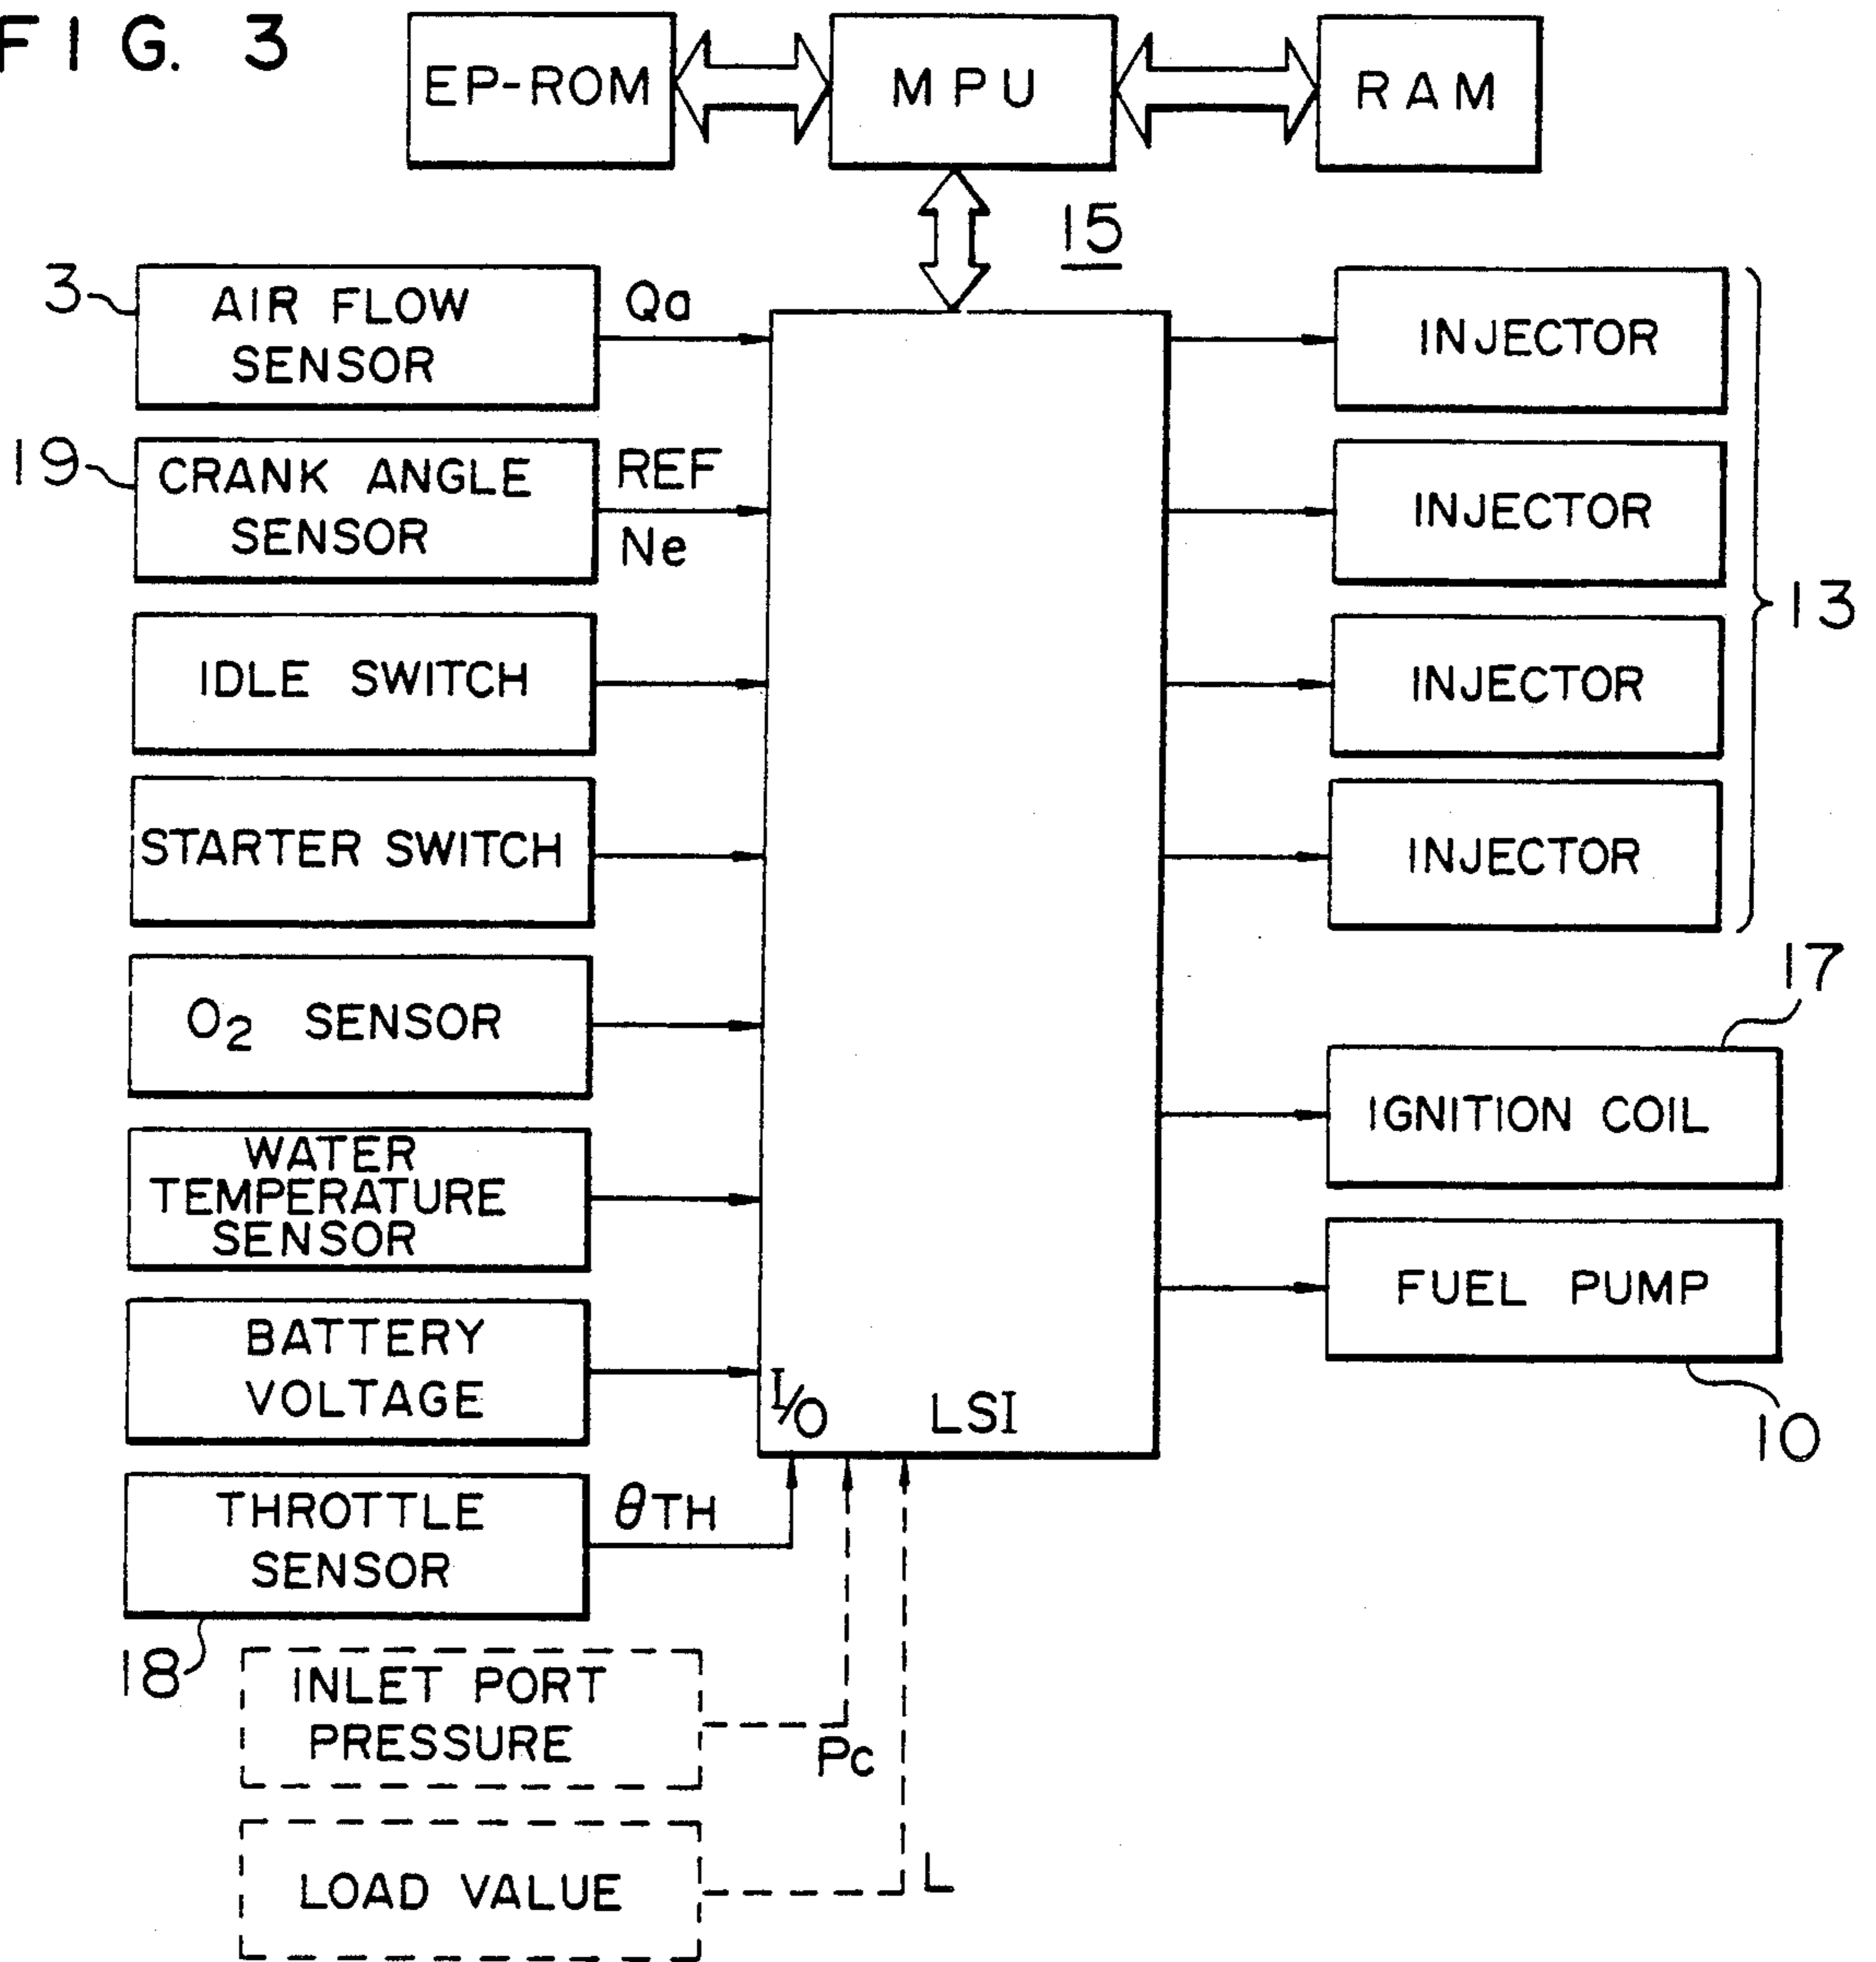 FIG. 3
EP-ROM
MPU
RAM
15
3
AIR FLOW
SENSOR
Qa
INJECTOR
19
CRANK ANGLE
SENSOR
REF
Ne
INJECTOR
13
IDLE SWITCH
INJECTOR
STARTER SWITCH
INJECTOR
O2 SENSOR
17
WATER
TEMPERATURE
SENSOR
IGNITION COIL
BATTERY
VOLTAGE
FUEL PUMP
10
I/O
LSI
THROTTLE
SENSOR
θTH
18
INLET PORT
PRESSURE
Pc
LOAD VALUE
L